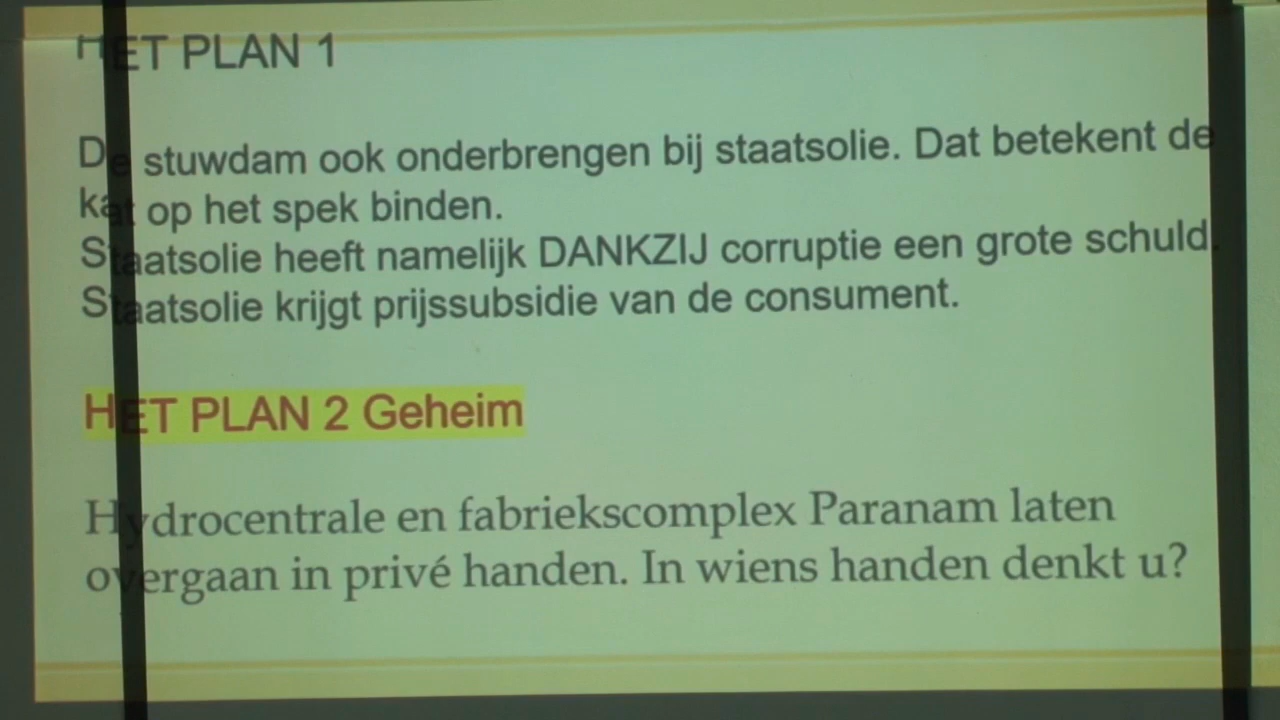 HET PLAN 1
De stuwdam ook onderbrengen bij staatsolie. Dat betekent de
kat op het spek binden.
Staatsolie heeft namelijk DANKZIJ corruptie een grote schuld.
Staatsolie krijgt prijssubsidie van de consument.
HET PLAN 2 Geheim
Hydrocentrale en fabriekscomplex Paranam laten
overgaan in privé handen. In wiens handen denkt u?